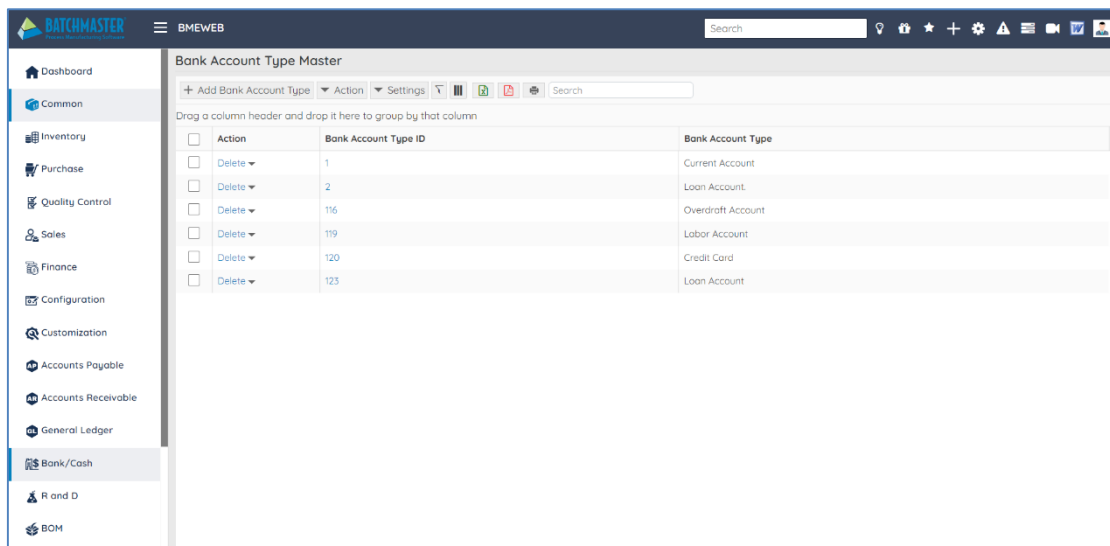 BATCHMASTER
BMEWEB
Search
Dashboard
Common
Inventory
Purchase
Quality Control
Sales
Finance
Configuration
Customization
AP Accounts Payable
AR Accounts Receivable
GL General Ledger
Bank/Cash
R and D
BOM
Bank Account Type Master
+ Add Bank Account Type Action Settings Search
Drag a column header and drop it here to group by that column
Action Bank Account Type ID Bank Account Type
Delete 1 Current Account
Delete 2 Loan Account.
Delete 116 Overdraft Account
Delete 119 Labor Account
Delete 120 Credit Card
Delete 123 Loan Account